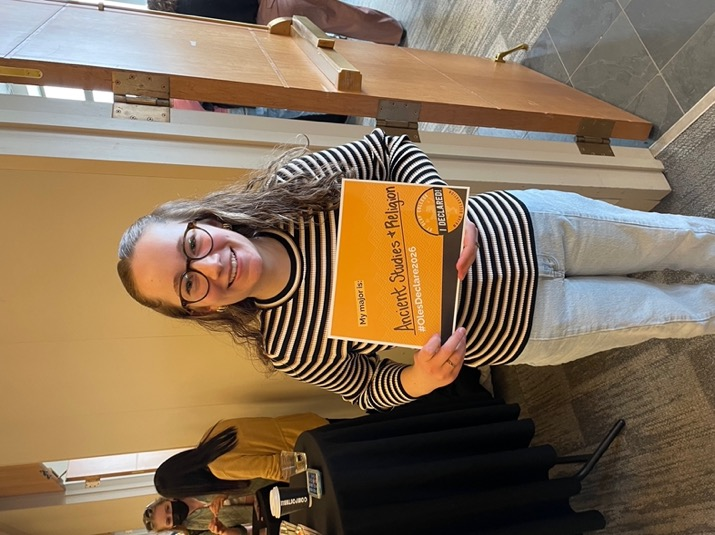 I DECLARED!
My major is:
Ancient Studies + Religion
#OlesDeclare2026